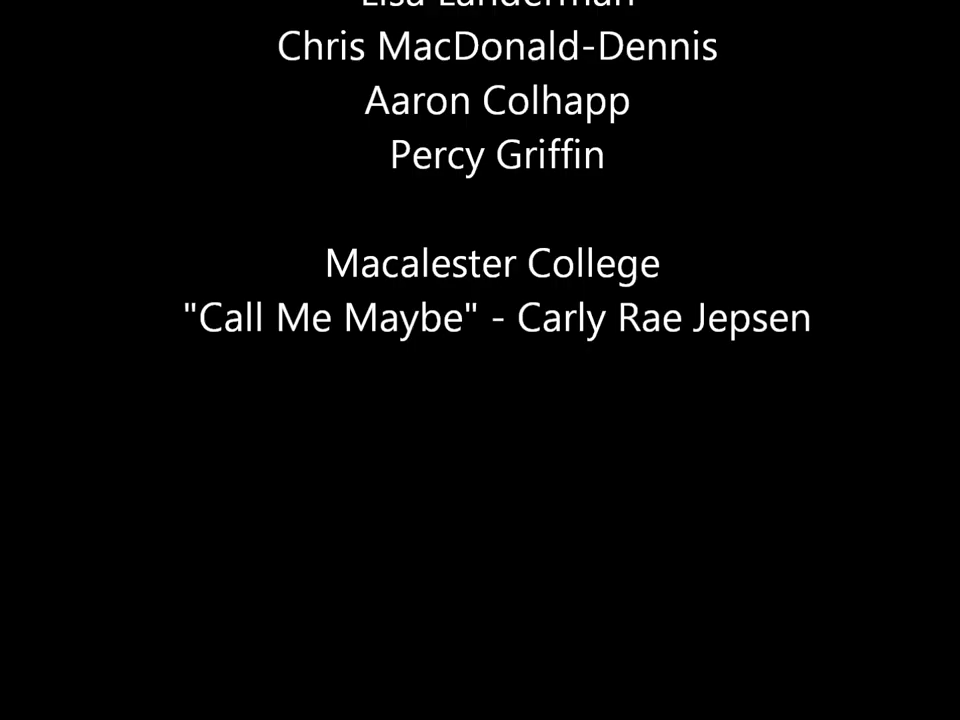 Chris MacDonald-Dennis
Aaron Colhapp
Percy Griffin
Macalester College
"Call Me Maybe" - Carly Rae Jepsen